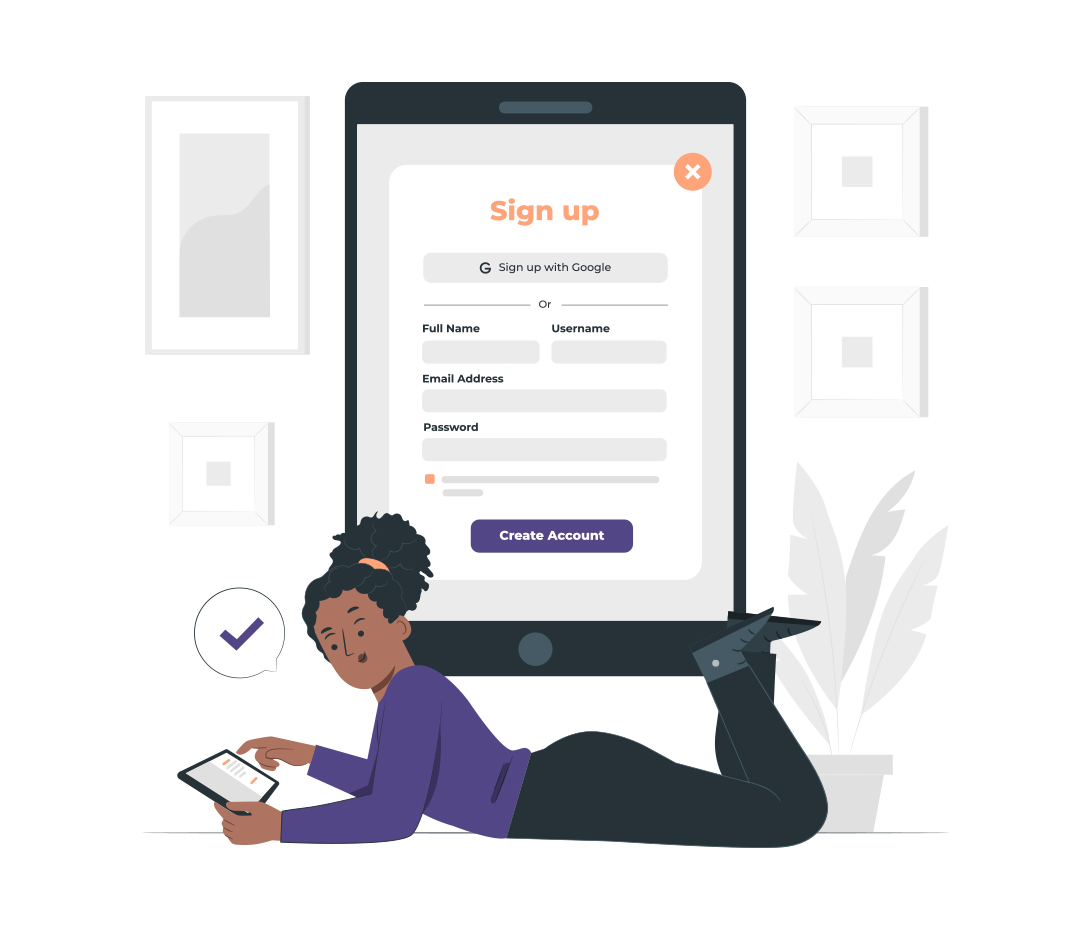 Sign up
G Sign up with Google
Or
Full Name Username
Email Address
Password
Create Account